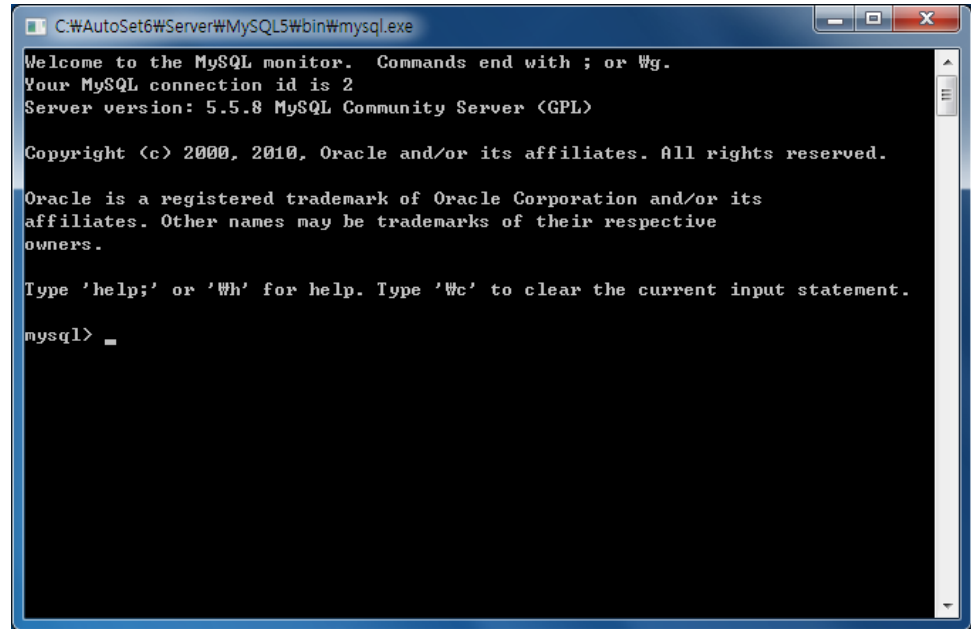 C:₩AutoSet6₩Server₩MySQL5₩bin₩mysql.exe
Welcome to the MySQL monitor.  Commands end with ; or ₩g.
Your MySQL connection id is 2
Server version: 5.5.8 MySQL Community Server (GPL)
Copyright (c) 2000, 2010, Oracle and/or its affiliates. All rights reserved.
Oracle is a registered trademark of Oracle Corporation and/or its
affiliates. Other names may be trademarks of their respective
owners.
Type 'help;' or '₩h' for help. Type '₩c' to clear the current input statement.
mysql> _